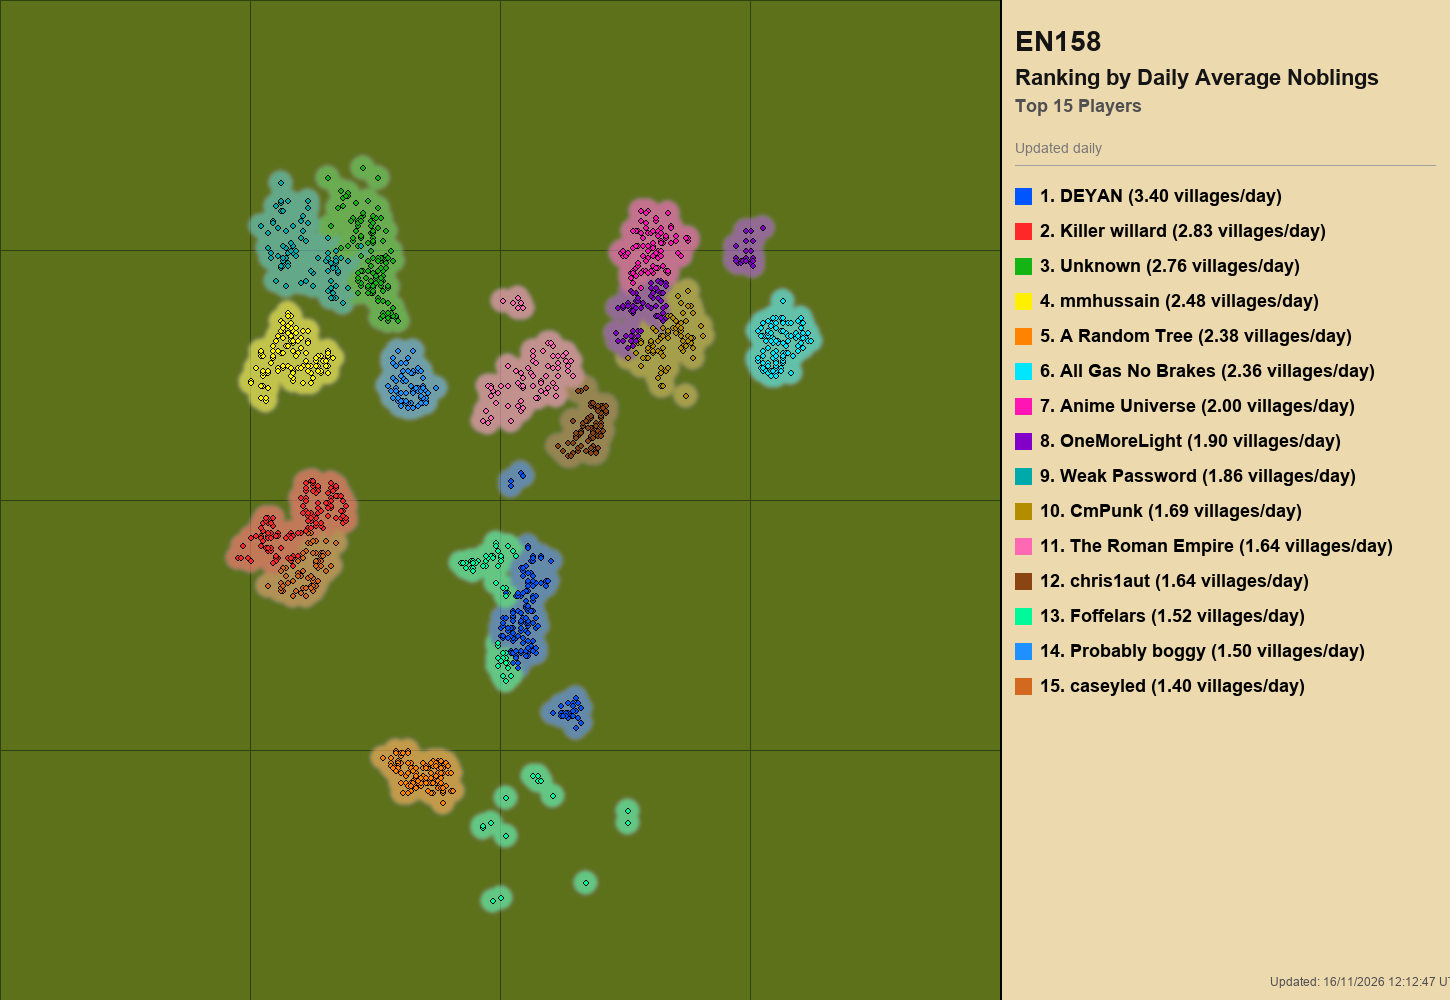 EN158
Ranking by Daily Average Noblings
Top 15 Players
Updated daily
1. DEYAN (3.40 villages/day)
2. Killer willard (2.83 villages/day)
3. Unknown (2.76 villages/day)
4. mmhussain (2.48 villages/day)
5. A Random Tree (2.38 villages/day)
6. All Gas No Brakes (2.36 villages/day)
7. Anime Universe (2.00 villages/day)
8. OneMoreLight (1.90 villages/day)
9. Weak Password (1.86 villages/day)
10. CmPunk (1.69 villages/day)
11. The Roman Empire (1.64 villages/day)
12. chris1aut (1.64 villages/day)
13. Foffelars (1.52 villages/day)
14. Probably boggy (1.50 villages/day)
15. caseyled (1.40 villages/day)
Updated: 16/11/2026 12:12:47